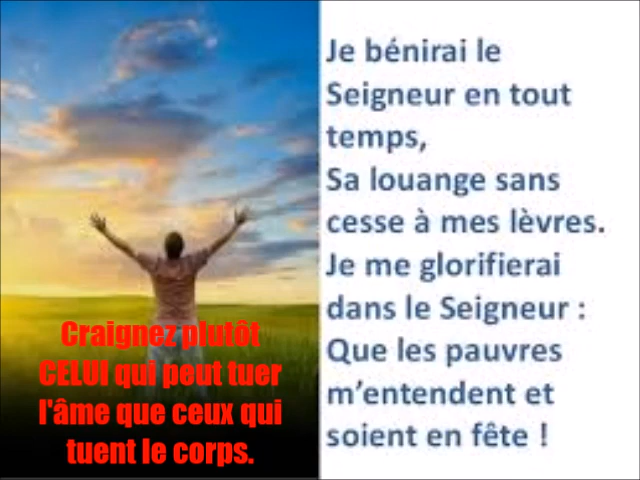 Craignez plutôt
CELUI qui peut tuer
l'âme que ceux qui
tuent le corps.
Je bénirai le
Seigneur en tout
temps,
Sa louange sans
cesse à mes lèvres.
Je me glorifierai
dans le Seigneur :
Que les pauvres
m’entendent et
soient en fête !